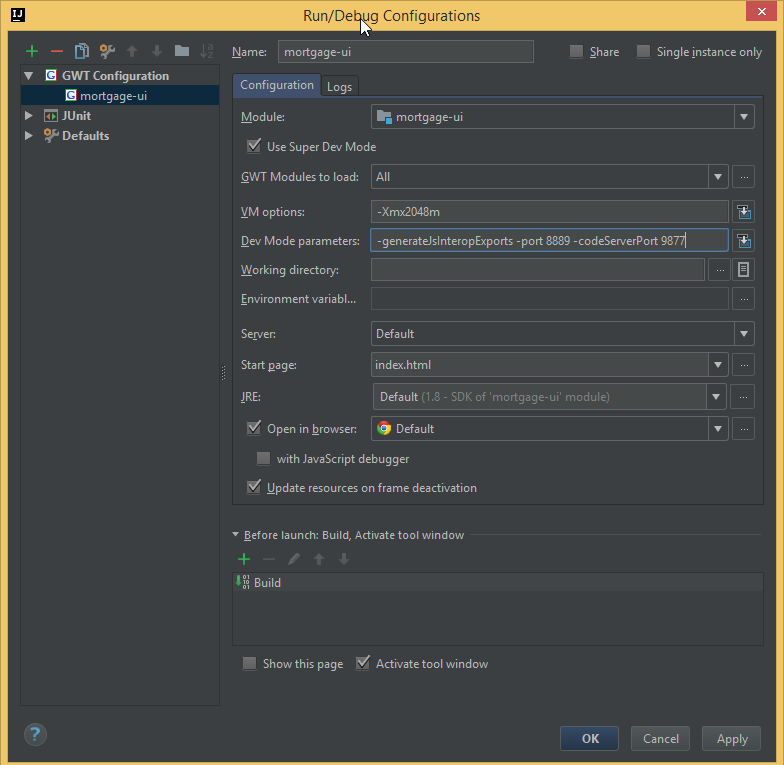 Run/Debug Configurations
Name: mortgage-ui Share Single instance only
GWT Configuration
mortgage-ui
JUnit
Defaults
Configuration Logs
Module: mortgage-ui
Use Super Dev Mode
GWT Modules to load: All
VM options: -Xmx2048m
Dev Mode parameters: -generateJsInteropExports -port 8889 -codeServerPort 9877
Working directory:
Environment variabl...
Server: Default
Start page: index.html
JRE: Default (1.8 - SDK of 'mortgage-ui' module)
Open in browser: Default
with JavaScript debugger
Update resources on frame deactivation
Before launch: Build, Activate tool window
Build
Show this page Activate tool window
? OK Cancel Apply